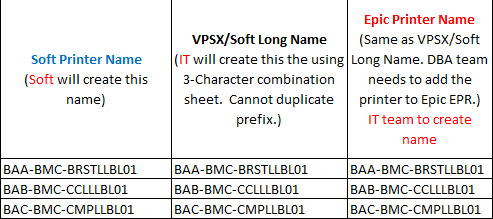 Soft Printer Name
(Soft will create this
name)
VPSX/Soft Long Name
(IT will create this the using
3-Character combination
sheet. Cannot duplicate
prefix.)
Epic Printer Name
(Same as VPSX/Soft
Long Name. DBA team
needs to add the
printer to Epic EPR.)
IT team to create
name
BAA-BMC-BRSTLLBL01 BAA-BMC-BRSTLLBL01 BAA-BMC-BRSTLLBL01
BAB-BMC-CCLLLBL01 BAB-BMC-CCLLLBL01 BAB-BMC-CCLLLBL01
BAC-BMC-CMPLLBL01 BAC-BMC-CMPLLBL01 BAC-BMC-CMPLLBL01